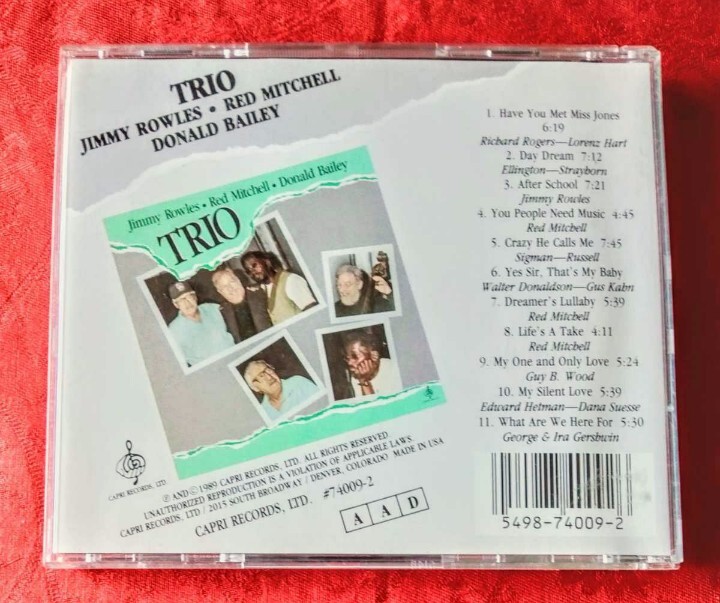 TRIO
JIMMY ROWLES • RED MITCHELL
DONALD BAILEY
Jimmy Rowles • Red Mitchell • Donald Bailey
TRIO
1. Have You Met Miss Jones
6:19
Richard Rogers—Lorenz Hart
2. Day Dream 7:12
Ellington—Strayhorn
3. After School 7:21
Jimmy Rowles
4. You People Need Music 4:45
Red Mitchell
5. Crazy He Calls Me 7:45
Sigman—Russell
6. Yes Sir, That's My Baby
Walter Donaldson—Gus Kahn
7. Dreamer's Lullaby 5:39
Red Mitchell
8. Life's A Take 4:11
Red Mitchell
9. My One and Only Love 5:24
Guy B. Wood
10. My Silent Love 5:39
Edward Hetman—Dana Suesse
11. What Are We Here For 5:30
George & Ira Gershwin
CAPRI RECORDS, LTD.
Ⓟ AND © 1989 CAPRI RECORDS, LTD. ALL RIGHTS RESERVED
UNAUTHORIZED REPRODUCTION IS A VIOLATION OF APPLICABLE LAWS.
CAPRI RECORDS, LTD / 2015 SOUTH BROADWAY / DENVER, COLORADO MADE IN USA
CAPRI RECORDS, LTD. #74009-2
A A D
5498-74009-2